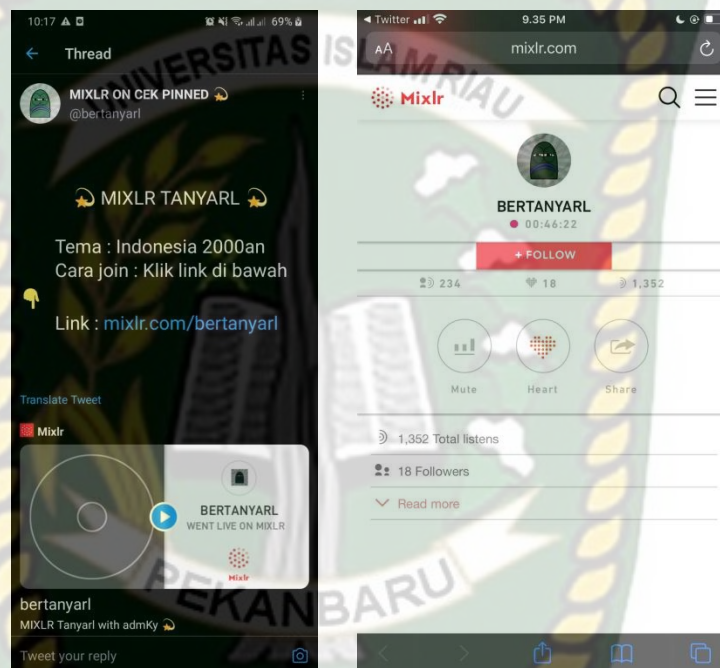 10:17
69%
Thread
MIXLR ON CEK PINNED 💫
@bertanyarl
💫 MIXLR TANYARL 💫
Tema : Indonesia 2000an
Cara join : Klik link di bawah
👇
Link : mixlr.com/bertanyarl
Translate Tweet
Mixlr
BERTANYARL
WENT LIVE ON MIXLR
Mixlr
bertanyarl
MIXLR Tanyarl with admKy 💫
Tweet your reply
Twitter
9.35 PM
AA
mixlr.com
Mixlr
BERTANYARL
00:46:22
+ FOLLOW
234
18
1,352
Mute
Heart
Share
1,352 Total listens
18 Followers
Read more
UNIVERSITAS ISLAM RIAU
PEKANBARU